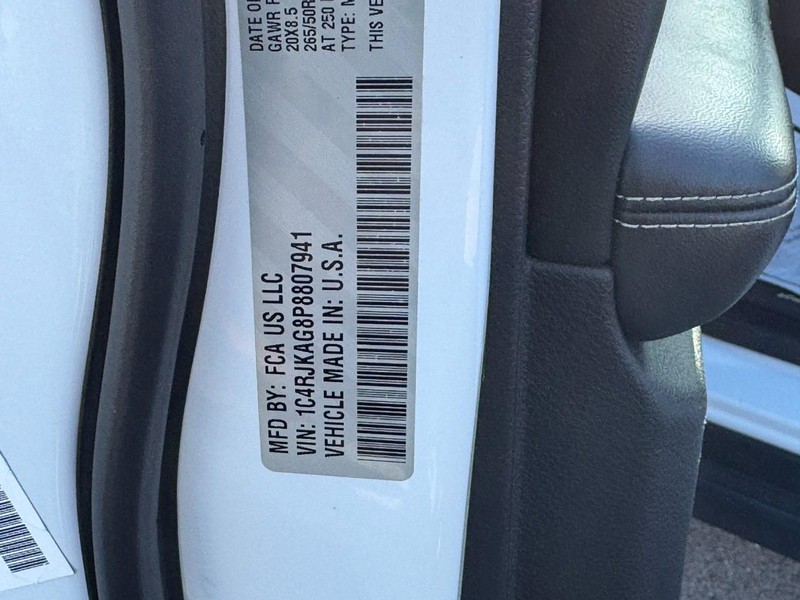 DATE OF
GAWR F
20X8.5
265/50R
AT 250
TYPE:
THIS VE
MFD BY: FCA US LLC
VIN: 1C4RJKAG8P8807941
VEHICLE MADE IN: U.S.A.